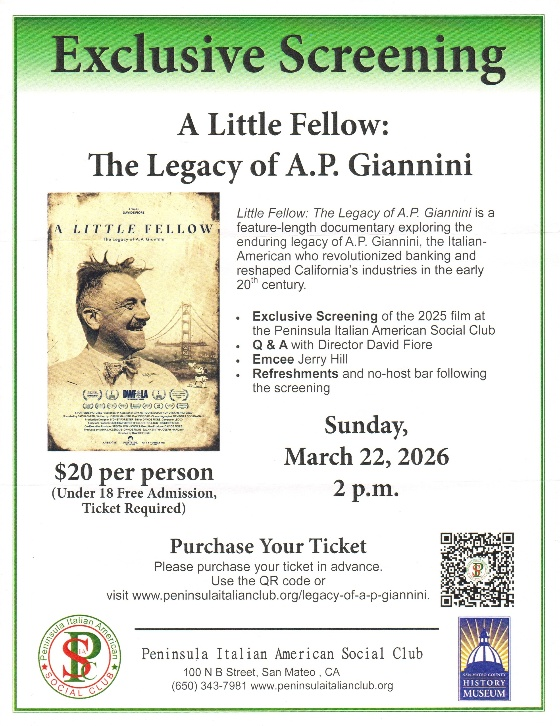 Exclusive Screening
A Little Fellow:
The Legacy of A.P. Giannini
A LITTLE FELLOW
The Legacy of A.P. Giannini
Little Fellow: The Legacy of A.P. Giannini is a
feature-length documentary exploring the
enduring legacy of A.P. Giannini, the Italian-
American who revolutionized banking and
reshaped California's industries in the early
20th century.
• Exclusive Screening of the 2025 film at
the Peninsula Italian American Social Club
• Q & A with Director David Fiore
• Emcee Jerry Hill
• Refreshments and no-host bar following
the screening
$20 per person
(Under 18 Free Admission,
Ticket Required)
Sunday,
March 22, 2026
2 p.m.
Purchase Your Ticket
Please purchase your ticket in advance.
Use the QR code or
visit www.peninsulaitalianclub.org/legacy-of-a-p-giannini.
Peninsula Italian American
SOCIAL CLUB
Peninsula Italian American Social Club
100 N B Street, San Mateo , CA
(650) 343-7981 www.peninsulaitalianclub.org
SAN MATEO COUNTY
HISTORY
MUSEUM